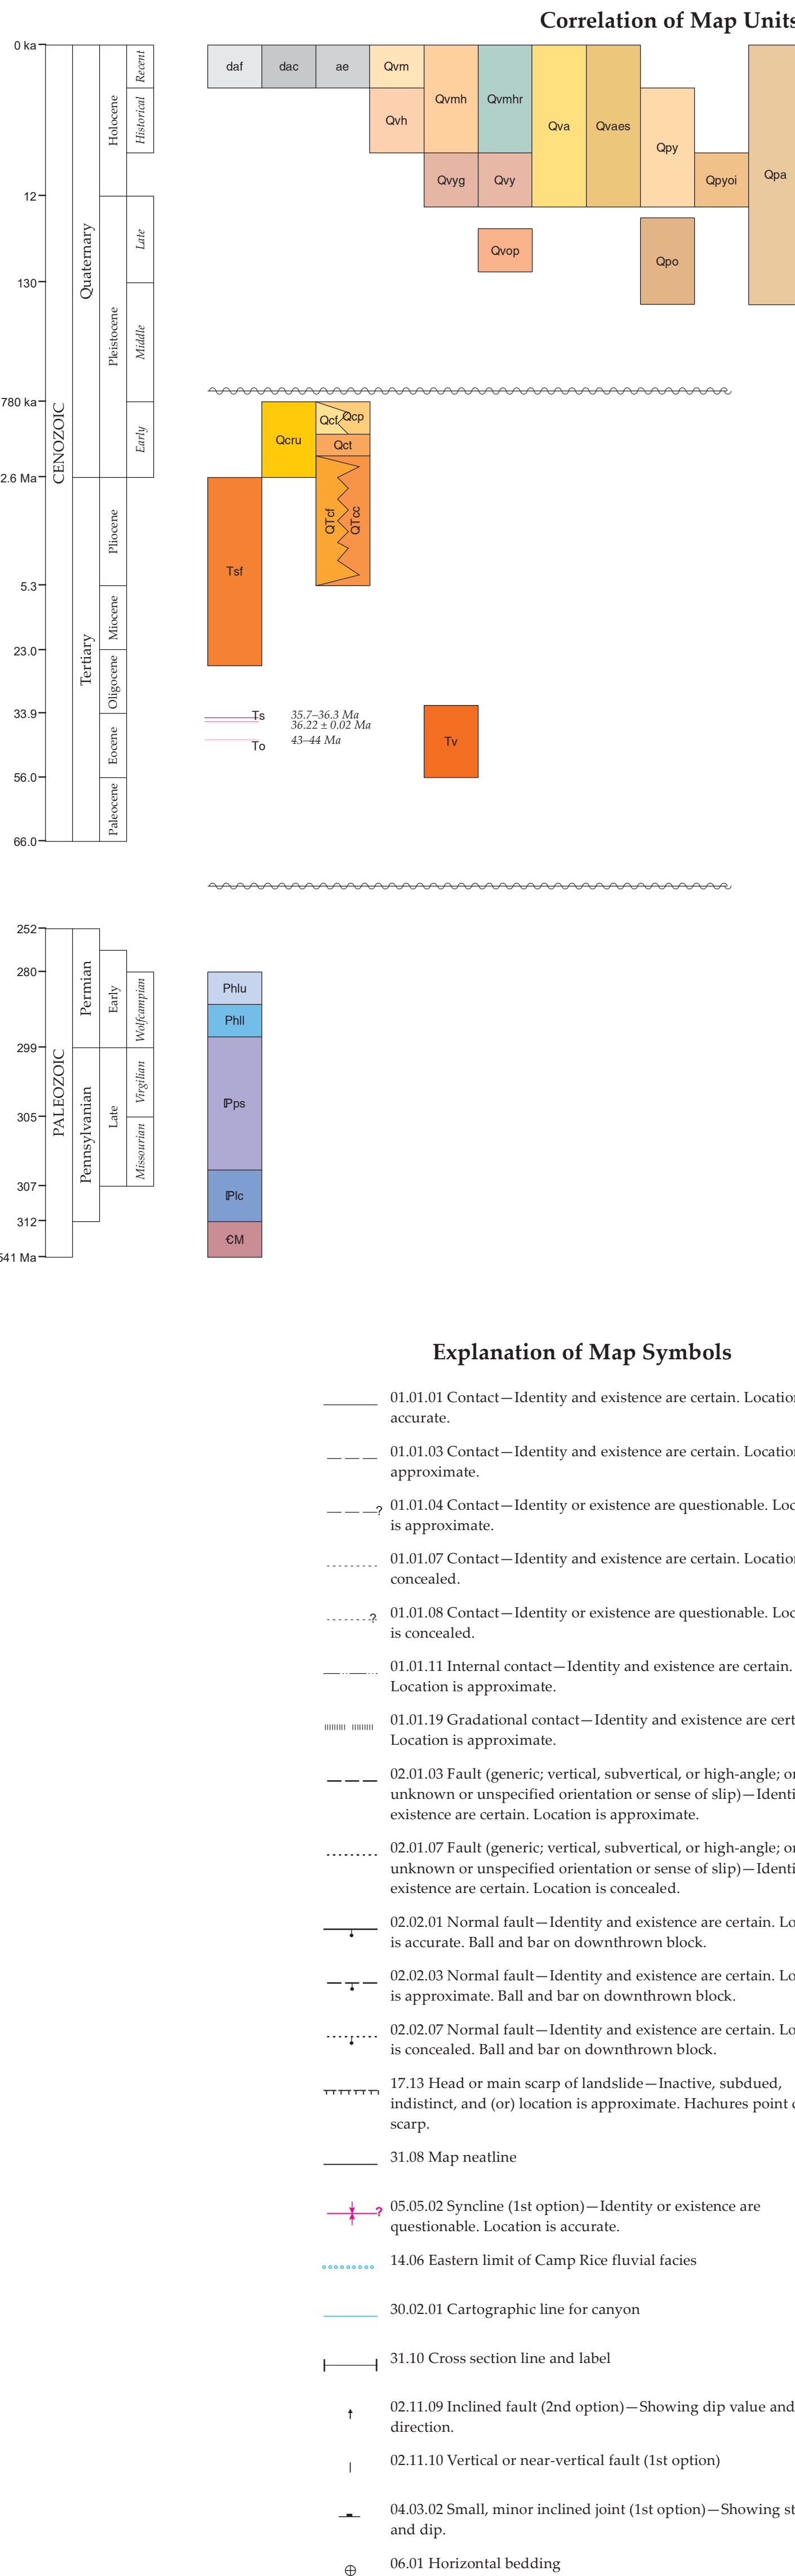 Correlation of Map Units
0 ka
12
130
780 ka
2.6 Ma
5.3
23.0
33.9
56.0
66.0
CENOZOIC
Quaternary
Tertiary
Holocene
Pleistocene
Pliocene
Miocene
Oligocene
Eocene
Paleocene
Recent
Historical
Late
Middle
Early
daf
dac
ae
Qvm
Qvh
Qvmh
Qvmhr
Qva
Qvaes
Qpy
Qpyoi
Qpa
Qvyg
Qvy
Qvop
Qpo
Qcru
Qcf
Qcp
Qct
QTcf
QTcc
Tsf
Ts
35.7–36.3 Ma
36.22 ± 0.02 Ma
To
43–44 Ma
Tv
252
280
299
305
307
312
541 Ma
PALEOZOIC
Permian
Pennsylvanian
Early
Late
Wolfcampian
Virgilian
Missourian
Phlu
Phll
ℙps
ℙlc
ЄM
Explanation of Map Symbols
01.01.01 Contact—Identity and existence are certain. Location
accurate.
01.01.03 Contact—Identity and existence are certain. Location
approximate.
? 01.01.04 Contact—Identity or existence are questionable. Loc
is approximate.
01.01.07 Contact—Identity and existence are certain. Location
concealed.
? 01.01.08 Contact—Identity or existence are questionable. Loc
is concealed.
01.01.11 Internal contact—Identity and existence are certain.
Location is approximate.
01.01.19 Gradational contact—Identity and existence are cert
Location is approximate.
02.01.03 Fault (generic; vertical, subvertical, or high-angle; or
unknown or unspecified orientation or sense of slip)—Identi
existence are certain. Location is approximate.
02.01.07 Fault (generic; vertical, subvertical, or high-angle; or
unknown or unspecified orientation or sense of slip)—Identi
existence are certain. Location is concealed.
02.02.01 Normal fault—Identity and existence are certain. Lo
is accurate. Ball and bar on downthrown block.
02.02.03 Normal fault—Identity and existence are certain. Lo
is approximate. Ball and bar on downthrown block.
02.02.07 Normal fault—Identity and existence are certain. Lo
is concealed. Ball and bar on downthrown block.
17.13 Head or main scarp of landslide—Inactive, subdued,
indistinct, and (or) location is approximate. Hachures point
scarp.
31.08 Map neatline
? 05.05.02 Syncline (1st option)—Identity or existence are
questionable. Location is accurate.
14.06 Eastern limit of Camp Rice fluvial facies
30.02.01 Cartographic line for canyon
31.10 Cross section line and label
02.11.09 Inclined fault (2nd option)—Showing dip value and
direction.
02.11.10 Vertical or near-vertical fault (1st option)
04.03.02 Small, minor inclined joint (1st option)—Showing st
and dip.
06.01 Horizontal bedding